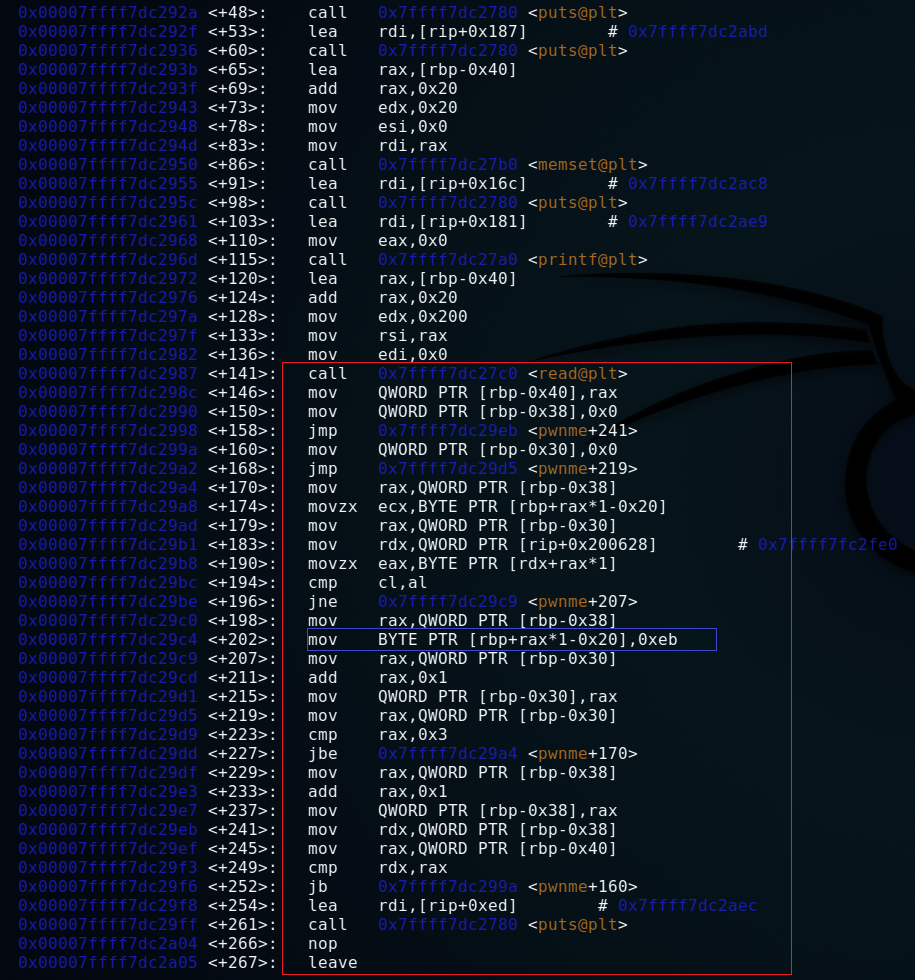 0x00007ffff7dc292a <+48>: call 0x7ffff7dc2780 <puts@plt>
0x00007ffff7dc292f <+53>: lea rdi,[rip+0x187] # 0x7ffff7dc2abd
0x00007ffff7dc2936 <+60>: call 0x7ffff7dc2780 <puts@plt>
0x00007ffff7dc293b <+65>: lea rax,[rbp-0x40]
0x00007ffff7dc293f <+69>: add rax,0x20
0x00007ffff7dc2943 <+73>: mov edx,0x20
0x00007ffff7dc2948 <+78>: mov esi,0x0
0x00007ffff7dc294d <+83>: mov rdi,rax
0x00007ffff7dc2950 <+86>: call 0x7ffff7dc27b0 <memset@plt>
0x00007ffff7dc2955 <+91>: lea rdi,[rip+0x16c] # 0x7ffff7dc2ac8
0x00007ffff7dc295c <+98>: call 0x7ffff7dc2780 <puts@plt>
0x00007ffff7dc2961 <+103>: lea rdi,[rip+0x181] # 0x7ffff7dc2ae9
0x00007ffff7dc2968 <+110>: mov eax,0x0
0x00007ffff7dc296d <+115>: call 0x7ffff7dc27a0 <printf@plt>
0x00007ffff7dc2972 <+120>: lea rax,[rbp-0x40]
0x00007ffff7dc2976 <+124>: add rax,0x20
0x00007ffff7dc297a <+128>: mov edx,0x200
0x00007ffff7dc297f <+133>: mov rsi,rax
0x00007ffff7dc2982 <+136>: mov edi,0x0
0x00007ffff7dc2987 <+141>: call 0x7ffff7dc27c0 <read@plt>
0x00007ffff7dc298c <+146>: mov QWORD PTR [rbp-0x40],rax
0x00007ffff7dc2990 <+150>: mov QWORD PTR [rbp-0x38],0x0
0x00007ffff7dc2998 <+158>: jmp 0x7ffff7dc29eb <pwnme+241>
0x00007ffff7dc299a <+160>: mov QWORD PTR [rbp-0x30],0x0
0x00007ffff7dc29a2 <+168>: jmp 0x7ffff7dc29d5 <pwnme+219>
0x00007ffff7dc29a4 <+170>: mov rax,QWORD PTR [rbp-0x38]
0x00007ffff7dc29a8 <+174>: movzx ecx,BYTE PTR [rbp+rax*1-0x20]
0x00007ffff7dc29ad <+179>: mov rax,QWORD PTR [rbp-0x30]
0x00007ffff7dc29b1 <+183>: mov rdx,QWORD PTR [rip+0x200628] # 0x7ffff7fc2fe0
0x00007ffff7dc29b8 <+190>: movzx eax,BYTE PTR [rdx+rax*1]
0x00007ffff7dc29bc <+194>: cmp cl,al
0x00007ffff7dc29be <+196>: jne 0x7ffff7dc29c9 <pwnme+207>
0x00007ffff7dc29c0 <+198>: mov rax,QWORD PTR [rbp-0x38]
0x00007ffff7dc29c4 <+202>: mov BYTE PTR [rbp+rax*1-0x20],0xeb
0x00007ffff7dc29c9 <+207>: mov rax,QWORD PTR [rbp-0x30]
0x00007ffff7dc29cd <+211>: add rax,0x1
0x00007ffff7dc29d1 <+215>: mov QWORD PTR [rbp-0x30],rax
0x00007ffff7dc29d5 <+219>: mov rax,QWORD PTR [rbp-0x30]
0x00007ffff7dc29d9 <+223>: cmp rax,0x3
0x00007ffff7dc29dd <+227>: jbe 0x7ffff7dc29a4 <pwnme+170>
0x00007ffff7dc29df <+229>: mov rax,QWORD PTR [rbp-0x38]
0x00007ffff7dc29e3 <+233>: add rax,0x1
0x00007ffff7dc29e7 <+237>: mov QWORD PTR [rbp-0x38],rax
0x00007ffff7dc29eb <+241>: mov rdx,QWORD PTR [rbp-0x38]
0x00007ffff7dc29ef <+245>: mov rax,QWORD PTR [rbp-0x40]
0x00007ffff7dc29f3 <+249>: cmp rdx,rax
0x00007ffff7dc29f6 <+252>: jb 0x7ffff7dc299a <pwnme+160>
0x00007ffff7dc29f8 <+254>: lea rdi,[rip+0xed] # 0x7ffff7dc2aec
0x00007ffff7dc29ff <+261>: call 0x7ffff7dc2780 <puts@plt>
0x00007ffff7dc2a04 <+266>: nop
0x00007ffff7dc2a05 <+267>: leave